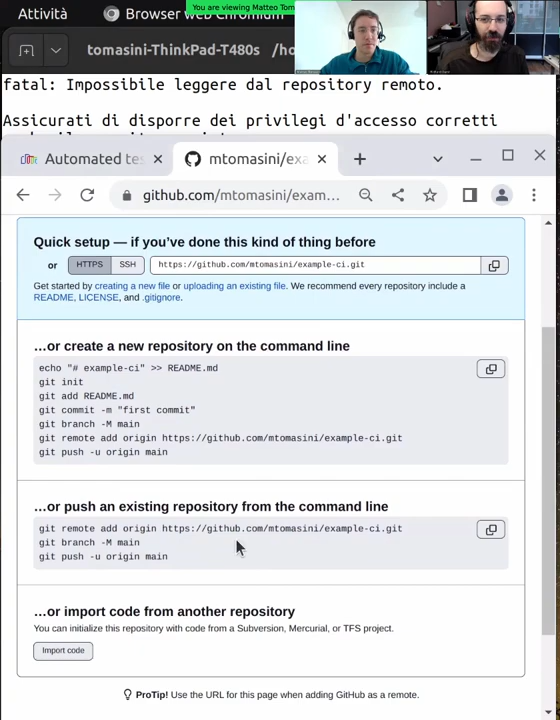 Attività
Browser web Chromium
You are viewing Matteo Tom
tomasini-ThinkPad-T480s /ho
fatal: Impossibile leggere dal repository remoto.
Assicurati di disporre dei privilegi d'accesso corretti
Automated te
mtomasini/exa
github.com/mtomasini/exam...
Quick setup — if you've done this kind of thing before
or HTTPS SSH https://github.com/mtomasini/example-ci.git
Get started by creating a new file or uploading an existing file. We recommend every repository include a
README, LICENSE, and .gitignore.
…or create a new repository on the command line
echo "# example-ci" >> README.md
git init
git add README.md
git commit -m "first commit"
git branch -M main
git remote add origin https://github.com/mtomasini/example-ci.git
git push -u origin main
…or push an existing repository from the command line
git remote add origin https://github.com/mtomasini/example-ci.git
git branch -M main
git push -u origin main
…or import code from another repository
You can initialize this repository with code from a Subversion, Mercurial, or TFS project.
Import code
ProTip! Use the URL for this page when adding GitHub as a remote.